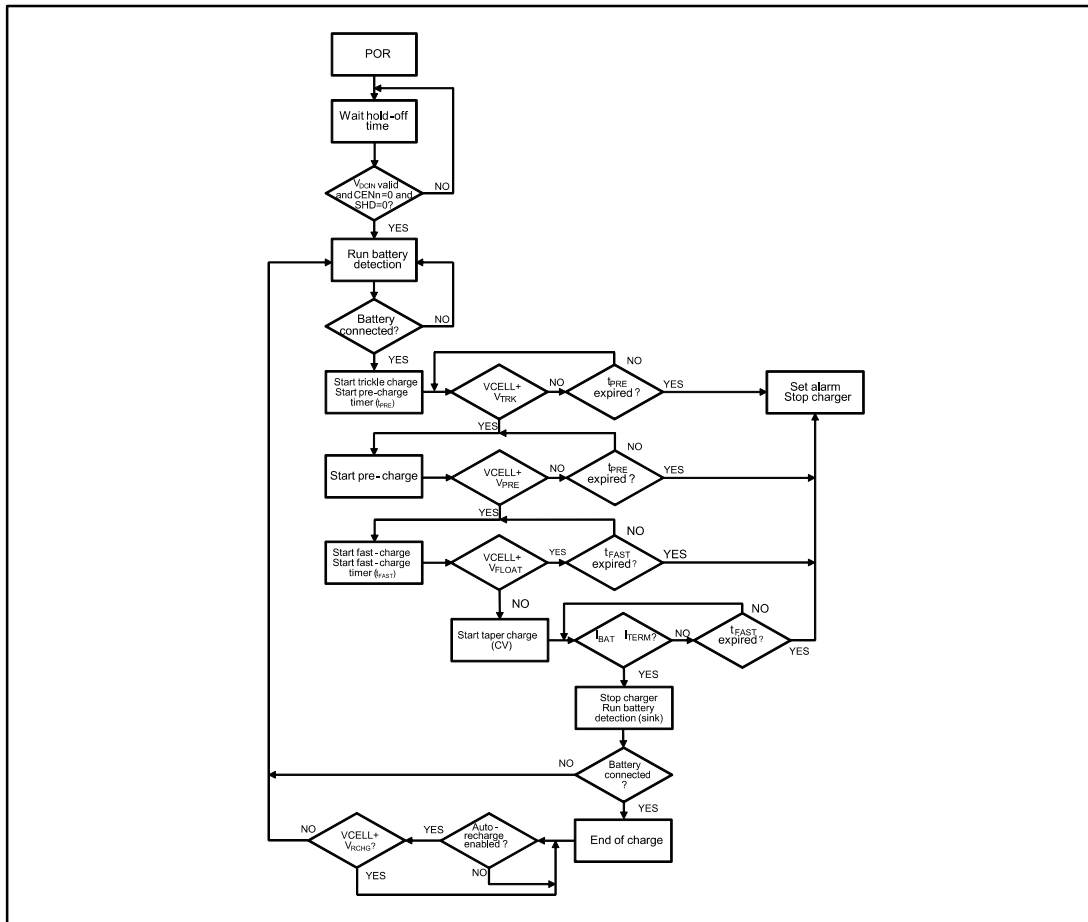 POR
Wait hold-off
time
VDCIN valid
and CENn=0 and
SHD=0?
NO
YES
Run battery
detection
Battery
connected?
NO
YES
Start trickle charge
Start pre-charge
timer (tPRE)
VCELL+
VTRK
NO
YES
tPRE
expired ?
NO
YES
Set alarm
Stop charger
Start pre-charge
VCELL+
VPRE
NO
YES
tPRE
expired ?
NO
YES
Start fast-charge
Start fast-charge
timer (tFAST)
VCELL+
VFLOAT
YES
NO
tFAST
expired?
NO
YES
Start taper charge
(CV)
IBAT ITERM?
NO
YES
tFAST
expired ?
NO
YES
Stop charger
Run battery
detection (sink)
Battery
connected
?
NO
YES
End of charge
Auto-
recharge
enabled ?
YES
NO
VCELL+
VRCHG?
NO
YES